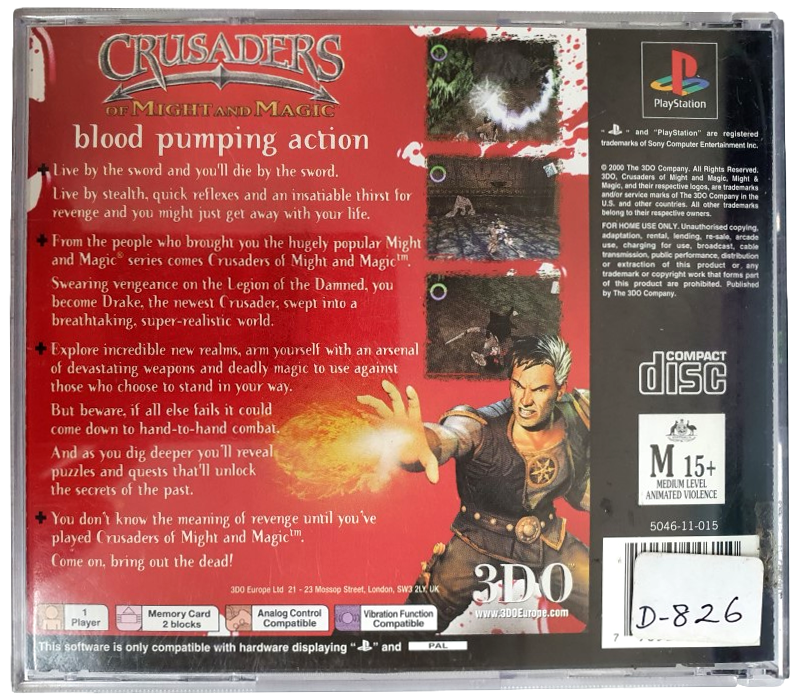 CRUSADERS
OF MIGHT AND MAGIC
blood pumping action
Live by the sword and you'll die by the sword.
Live by stealth, quick reflexes and an insatiable thirst for
revenge and you might just get away with your life.
From the people who brought you the hugely popular Might
and Magic® series comes Crusaders of Might and Magic™.
Swearing vengeance on the Legion of the Damned, you
become Drake, the newest Crusader, swept into a
breathtaking, super-realistic world.
Explore incredible new realms, arm yourself with an arsenal
of devastating weapons and deadly magic to use against
those who choose to stand in your way.
But beware, if all else fails it could
come down to hand-to-hand combat.
And as you dig deeper you'll reveal
puzzles and quests that'll unlock
the secrets of the past.
You don't know the meaning of revenge until you've
played Crusaders of Might and Magic™.
Come on, bring out the dead!
3DO Europe Ltd 21 - 23 Mossop Street, London, SW3 2LY, UK
3DO™
www.3DOEurope.com
1
Player
Memory Card
2 blocks
Analog Control
Compatible
Vibration Function
Compatible
This software is only compatible with hardware displaying " " and PAL
PlayStation
" " and "PlayStation" are registered
trademarks of Sony Computer Entertainment Inc.
© 2000 The 3DO Company. All Rights Reserved.
3DO, Crusaders of Might and Magic, Might &
Magic, and their respective logos, are trademarks
and/or service marks of The 3DO Company in the
U.S. and other countries. All other trademarks
belong to their respective owners.
FOR HOME USE ONLY. Unauthorised copying,
adaptation, rental, lending, re-sale, arcade
use, charging for use, broadcast, cable
transmission, public performance, distribution
or extraction of this product or any
trademark or copyright work that forms part
of this product are prohibited. Published
by The 3DO Company.
COMPACT
disc
M 15+
MEDIUM LEVEL
ANIMATED VIOLENCE
5046-11-015
D-826
7